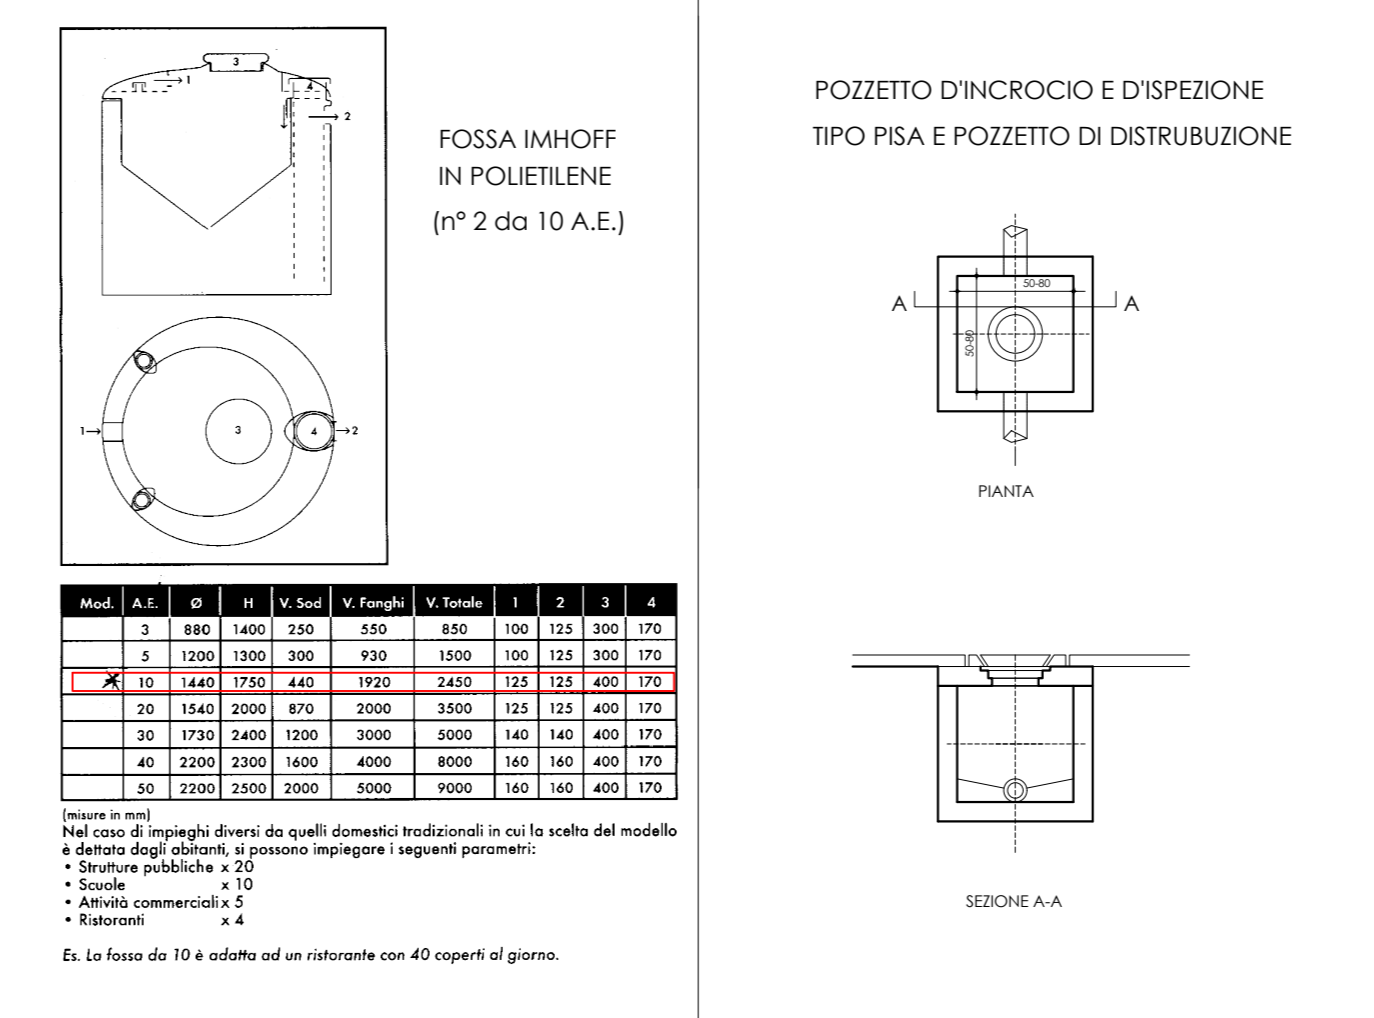 3
1
4
2
FOSSA IMHOFF
IN POLIETILENE
(n° 2 da 10 A.E.)
1
3
4
2
Mod. A.E. Ø H V. Sod V. Fanghi V. Totale 1 2 3 4
3 880 1400 250 550 850 100 125 300 170
5 1200 1300 300 930 1500 100 125 300 170
10 1440 1750 440 1920 2450 125 125 400 170
20 1540 2000 870 2000 3500 125 125 400 170
30 1730 2400 1200 3000 5000 140 140 400 170
40 2200 2300 1600 4000 8000 160 160 400 170
50 2200 2500 2000 5000 9000 160 160 400 170
(misure in mm)
Nel caso di impieghi diversi da quelli domestici tradizionali in cui la scelta del modello
è dettata dagli abitanti, si possono impiegare i seguenti parametri:
• Strutture pubbliche x 20
• Scuole x 10
• Attività commerciali x 5
• Ristoranti x 4
Es. La fossa da 10 è adatta ad un ristorante con 40 coperti al giorno.
POZZETTO D'INCROCIO E D'ISPEZIONE
TIPO PISA E POZZETTO DI DISTRUBUZIONE
50-80
A A
50-80
PIANTA
SEZIONE A-A